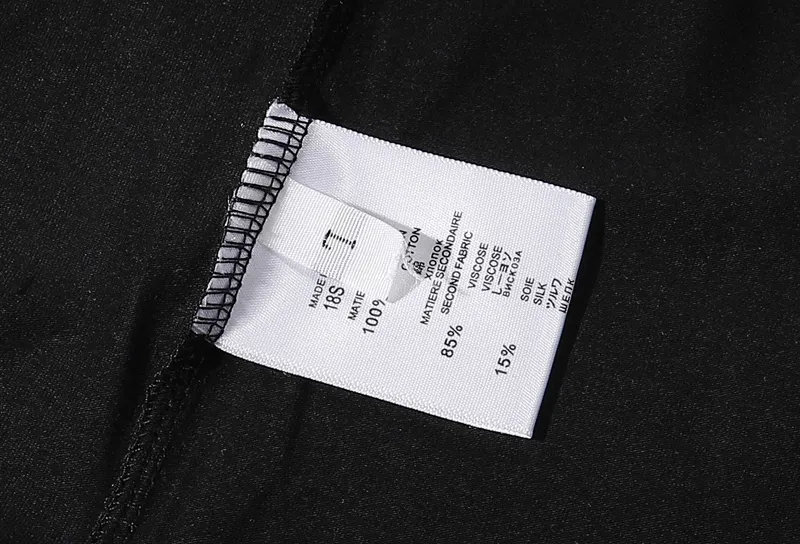 MADE
18S
MATIE
100%
COTTON
綿
хлопок
MATIERE SECONDAIRE
SECOND FABRIC
85%
VISCOSE
VISCOSE
レーヨン
вискоза
15%
SOIE
SILK
シルク
шелк